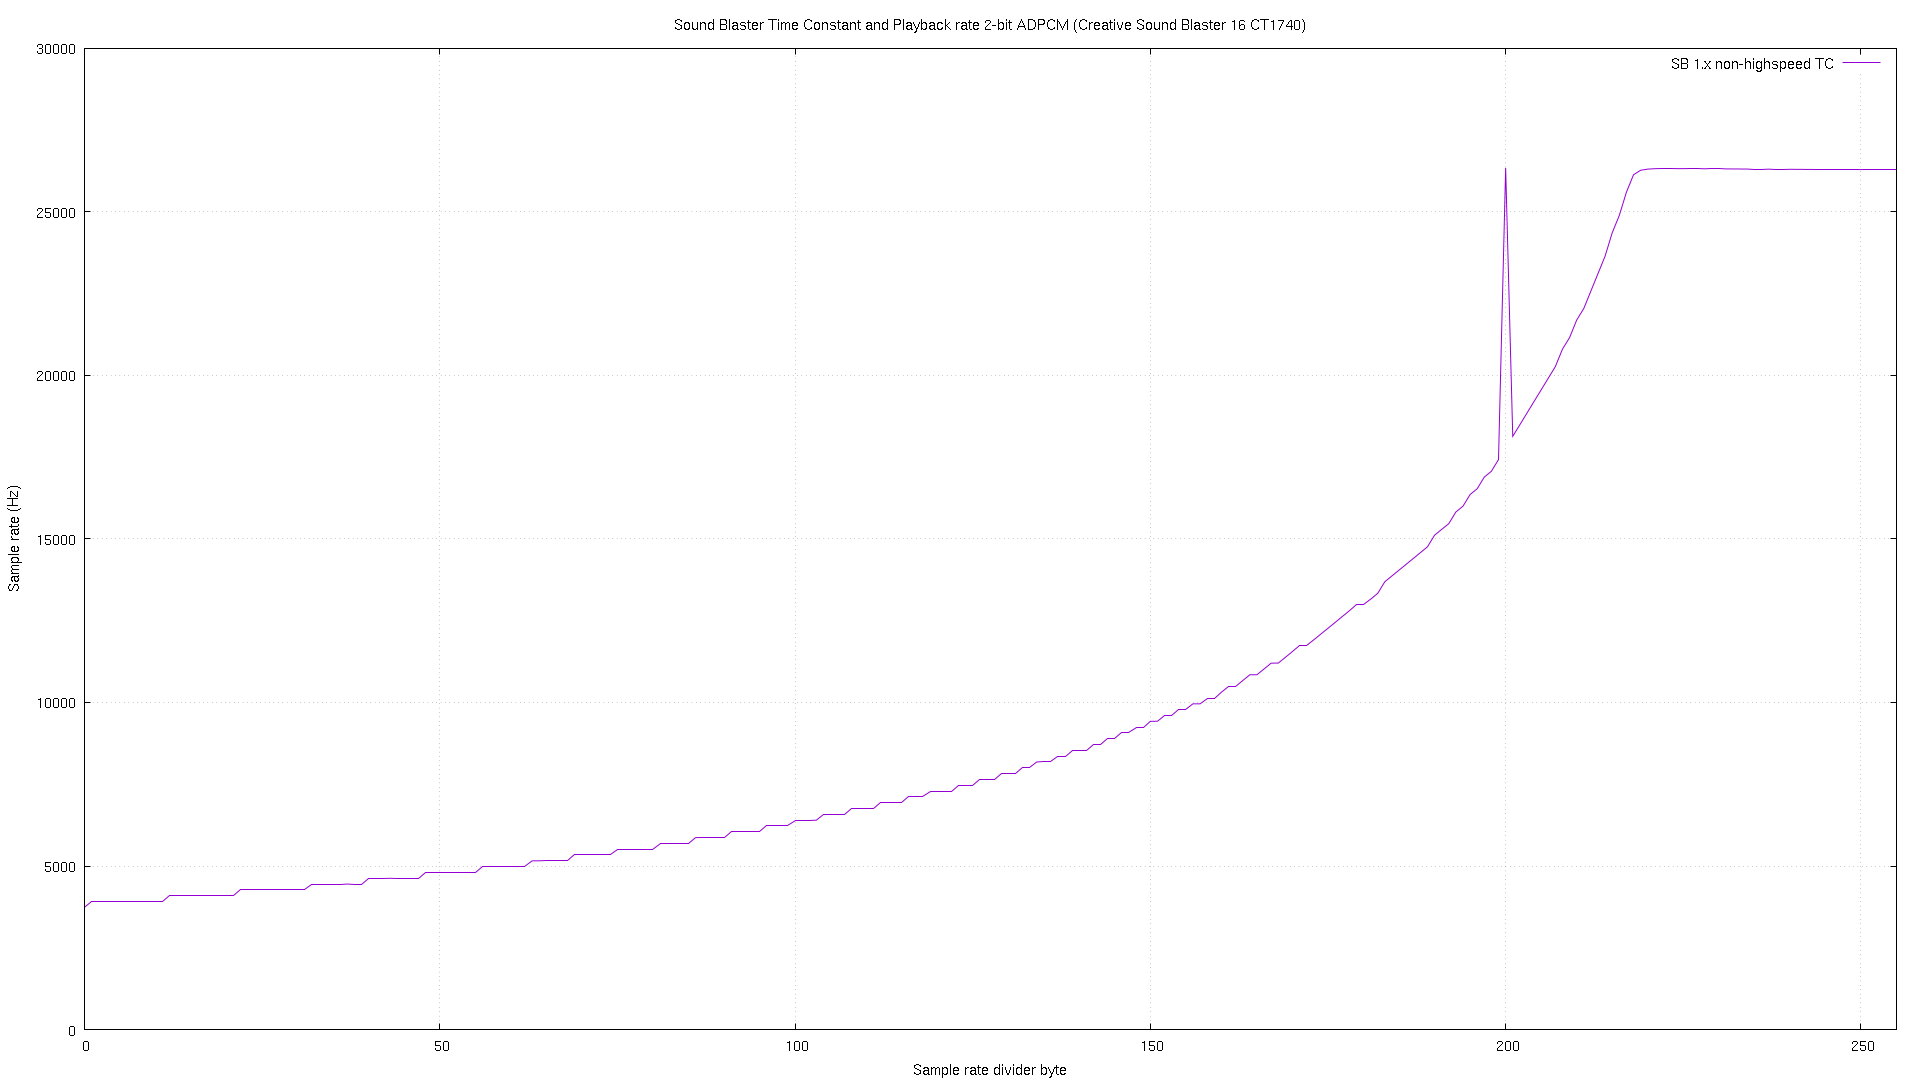 Sound Blaster Time Constant and Playback rate 2-bit ADPCM (Creative Sound Blaster 16 CT1740)
SB 1.x non-highspeed TC
30000
25000
20000
15000
10000
5000
0
Sample rate (Hz)
0 50 100 150 200 250
Sample rate divider byte